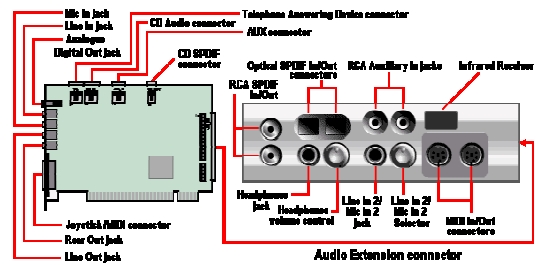 Mic In jack
Line In jack
Analogue
Digital Out jack
Telephone Answering Device connector
CD Audio connector
AUX connector
CD SPDIF
connector
Optical SPDIF In/Out
connectors
RCA Auxiliary In jacks
Infrared Receiver
RCA SPDIF
In/Out
Headphones
jack
Headphones
volume control
Line In 2/
Mic In 2
jack
Line In 2/
Mic In 2
Selector
MIDI In/Out
connectors
Joystick/MIDI connector
Rear Out jack
Line Out jack
Audio Extension connector